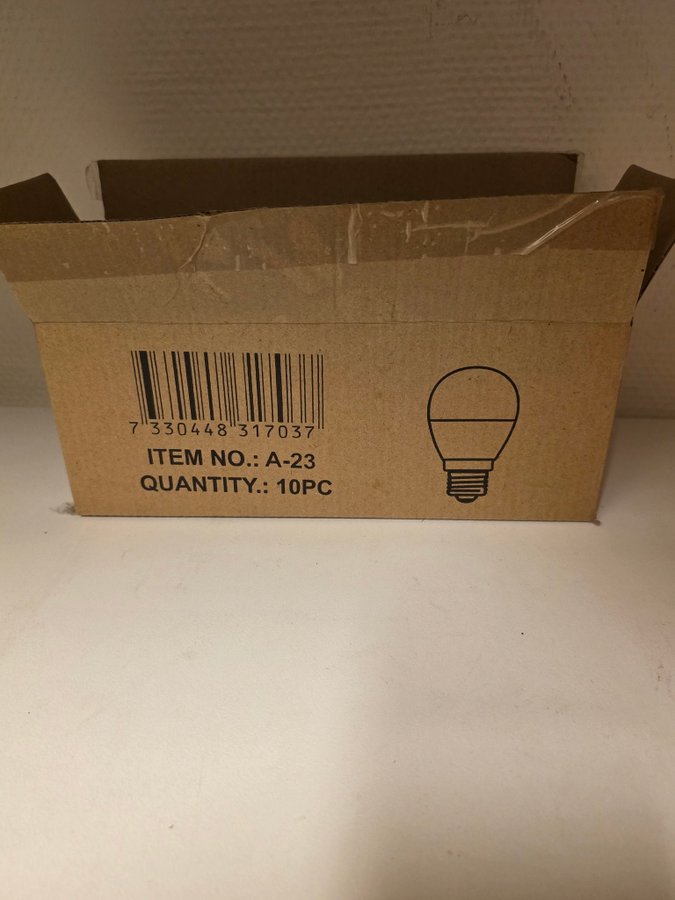 7 330448 317037
ITEM NO.: A-23
QUANTITY.: 10PC